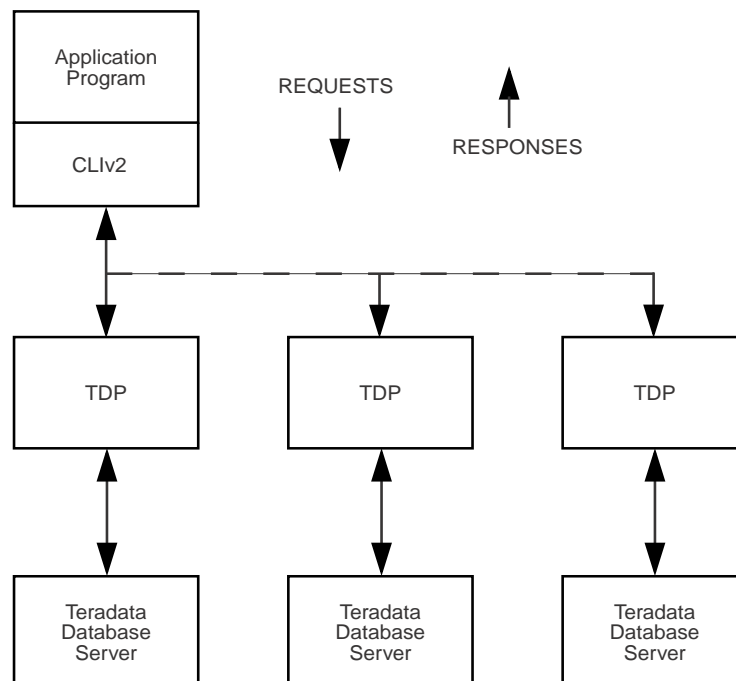 Application
Program
REQUESTS
RESPONSES
CLIv2
TDP
TDP
TDP
Teradata
Database
Server
Teradata
Database
Server
Teradata
Database
Server